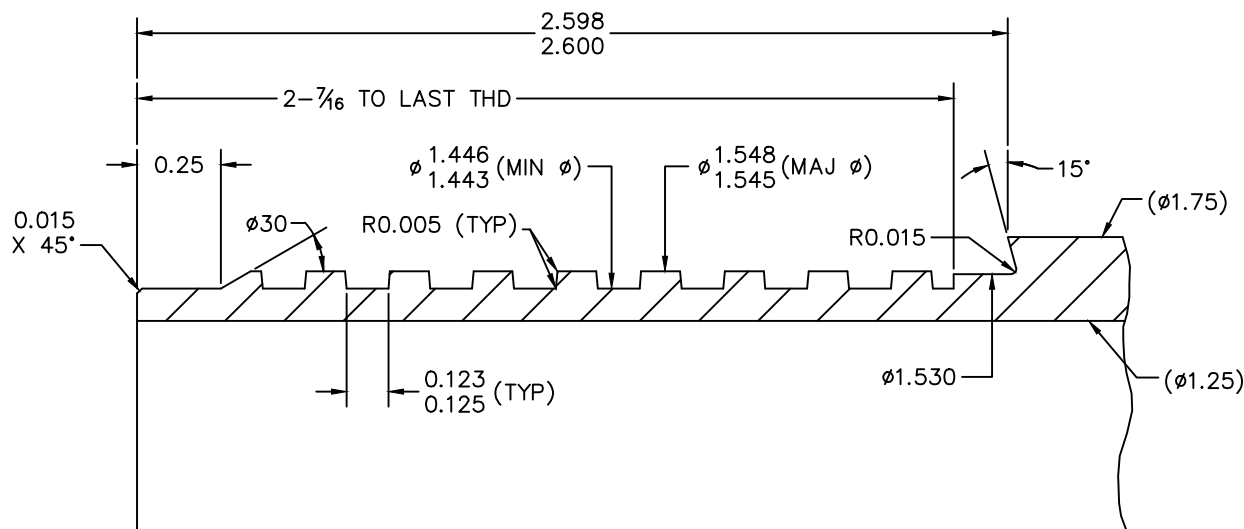 2.598
2.600
2-7/16 TO LAST THD
0.25
ø 1.446
1.443 (MIN ø)
ø 1.548
1.545 (MAJ ø)
15°
(ø1.75)
0.015
X 45°
ø30
R0.005 (TYP)
R0.015
0.123
0.125 (TYP)
ø1.530
(ø1.25)